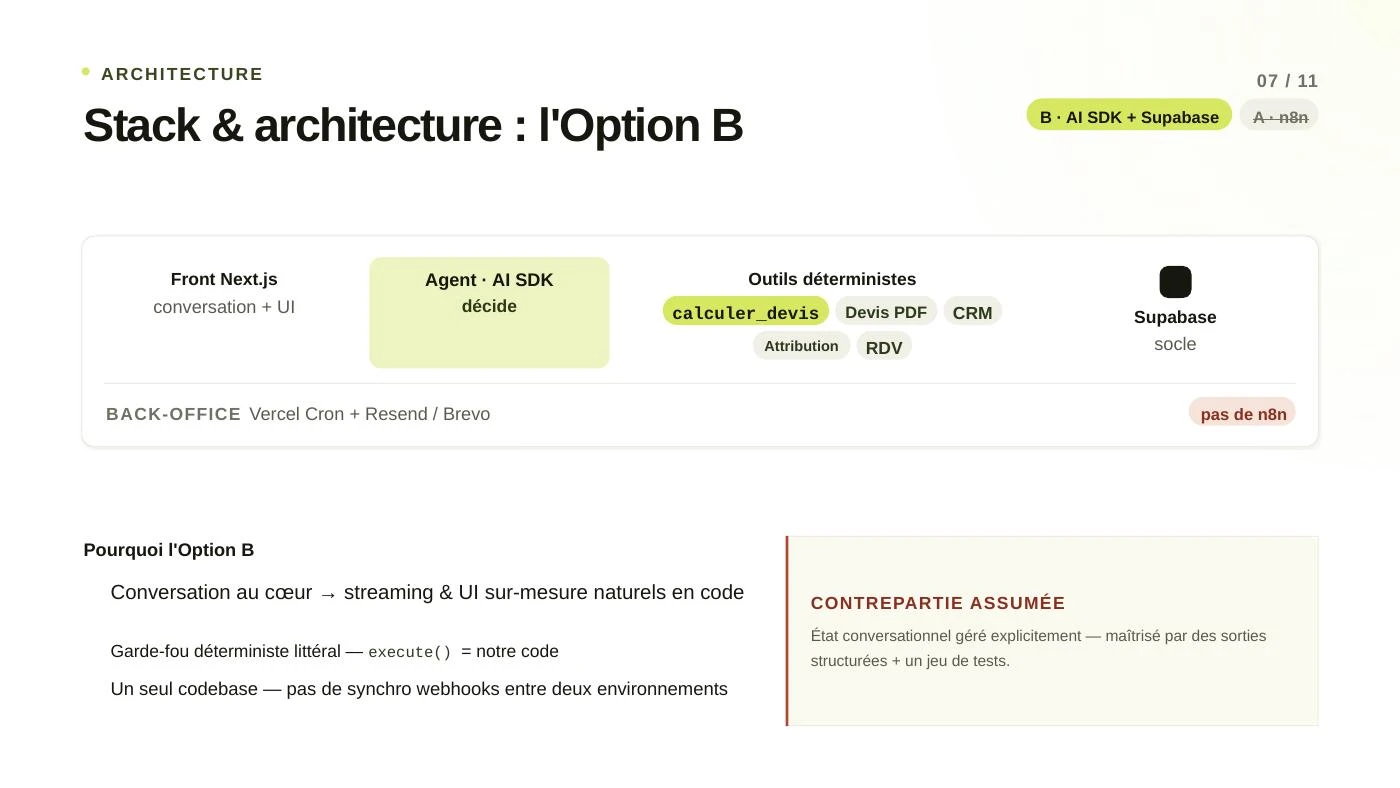 ARCHITECTURE
Stack & architecture : l'Option B
07 / 11
B · AI SDK + Supabase
A · n8n
Front Next.js
conversation + UI
Agent · AI SDK
décide
Outils déterministes
calculer_devis Devis PDF CRM
Attribution RDV
Supabase
socle
BACK-OFFICE Vercel Cron + Resend / Brevo
pas de n8n
Pourquoi l'Option B
Conversation au cœur → streaming & UI sur-mesure naturels en code
Garde-fou déterministe littéral — execute() = notre code
Un seul codebase — pas de synchro webhooks entre deux environnements
CONTREPARTIE ASSUMÉE
État conversationnel géré explicitement — maîtrisé par des sorties
structurées + un jeu de tests.